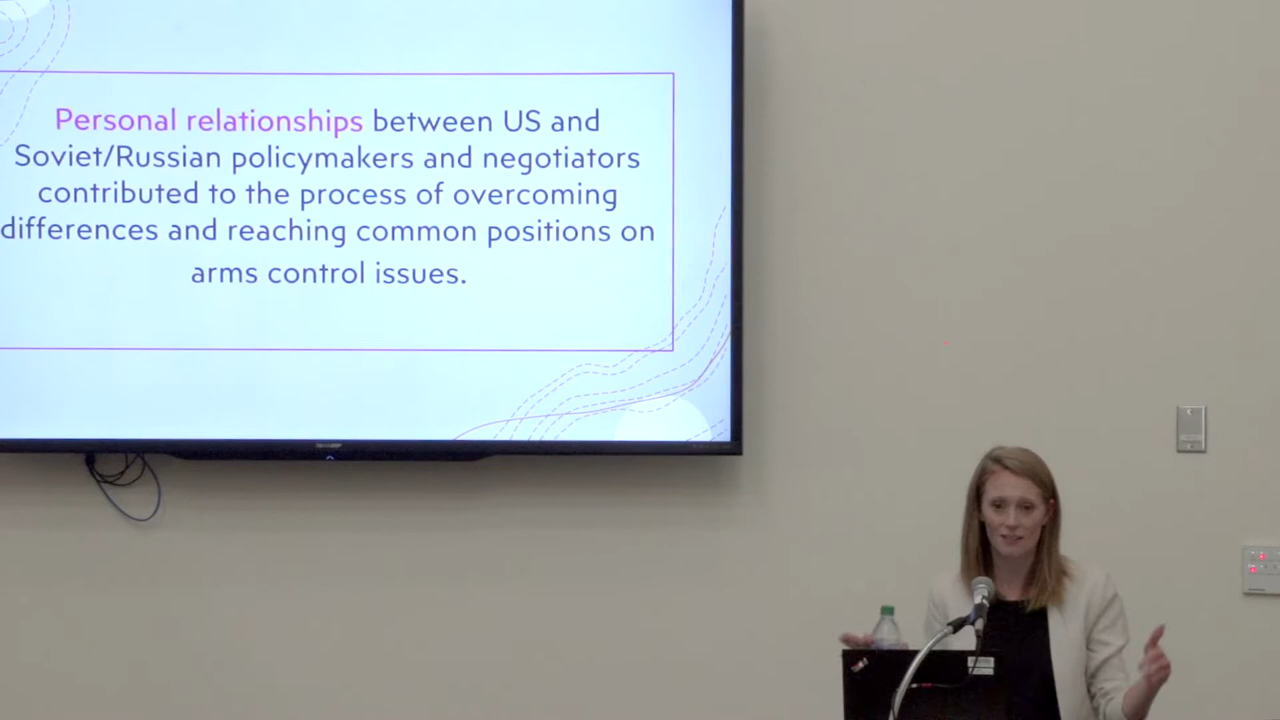 Personal relationships between US and
Soviet/Russian policymakers and negotiators
contributed to the process of overcoming
differences and reaching common positions on
arms control issues.